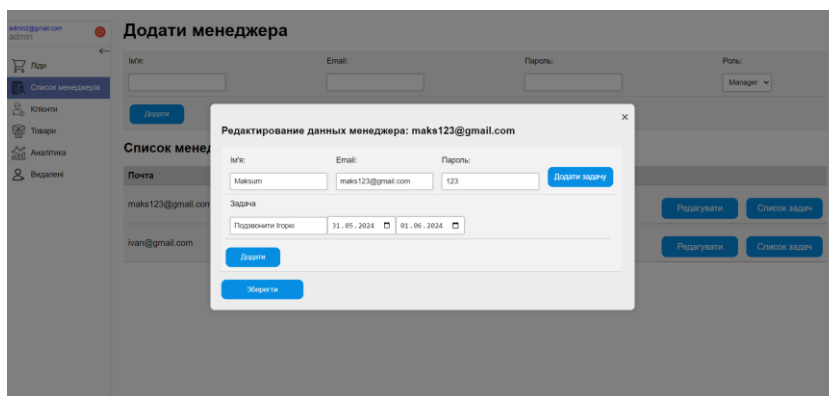 admin2@gmail.com
admin
Ліди
Список менеджерів
Клієнти
Товари
Аналітика
Видалені
Додати менеджера
Ім'я: Email: Пароль: Роль:
Manager
Додати
Список менед
Почта
maks123@gmail.com
Редагувати Список задач
ivan@gmail.com
Редагувати Список задач
Редактирование данных менеджера: maks123@gmail.com
Ім'я: Email: Пароль:
Maksum maks123@gmail.com 123 Додати задачу
Задача
Подзвонити Ігорю 31.05.2024 01.06.2024
Додати
Зберегти